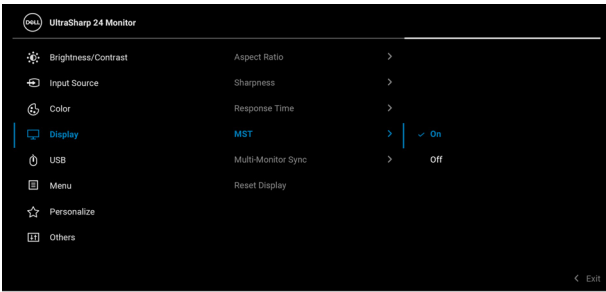 DELL UltraSharp 24 Monitor
Brightness/Contrast Aspect Ratio >
Input Source Sharpness >
Color Response Time >
Display MST > ✓ On
USB Multi-Monitor Sync > Off
Menu Reset Display
Personalize
Others
< Exit